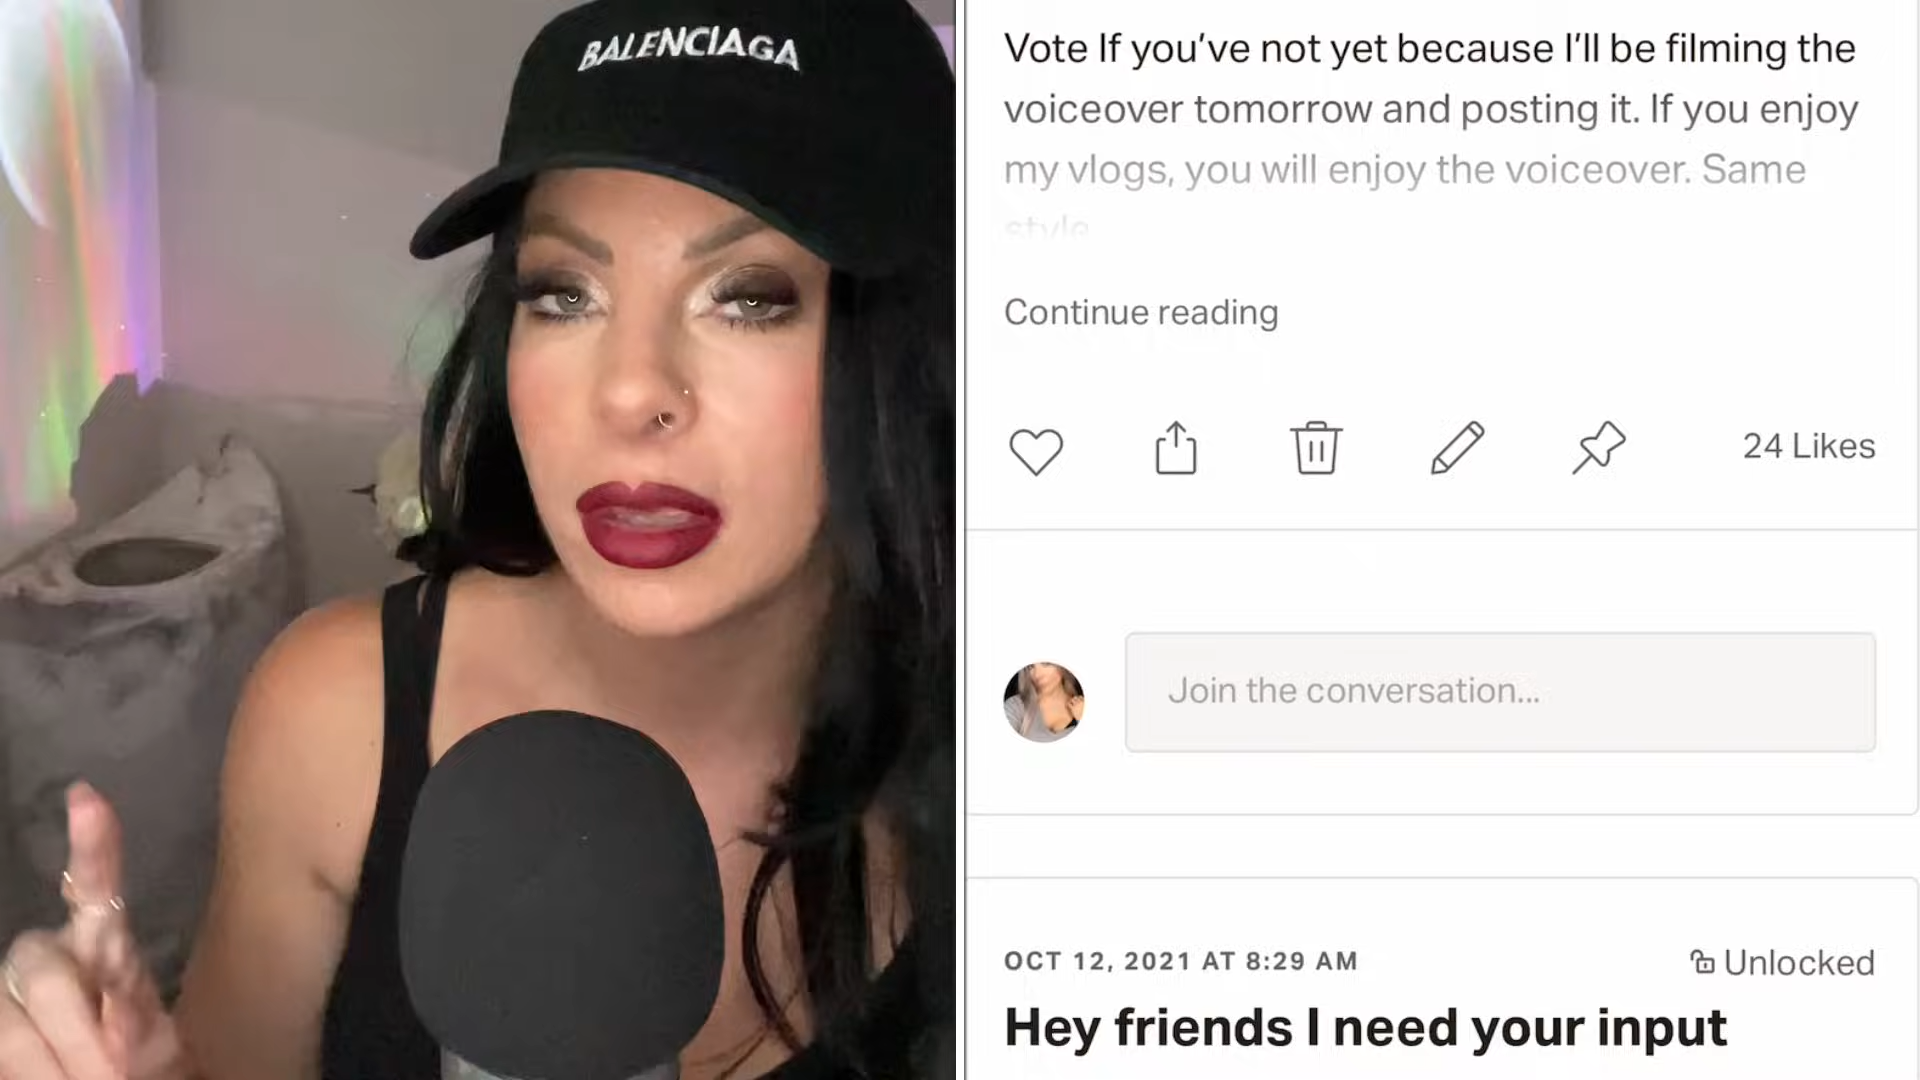 BALENCIAGA
Vote If you've not yet because I'll be filming the
voiceover tomorrow and posting it. If you enjoy
my vlogs, you will enjoy the voiceover. Same
style
Continue reading
24 Likes
Join the conversation...
OCT 12, 2021 AT 8:29 AM
Unlocked
Hey friends I need your input